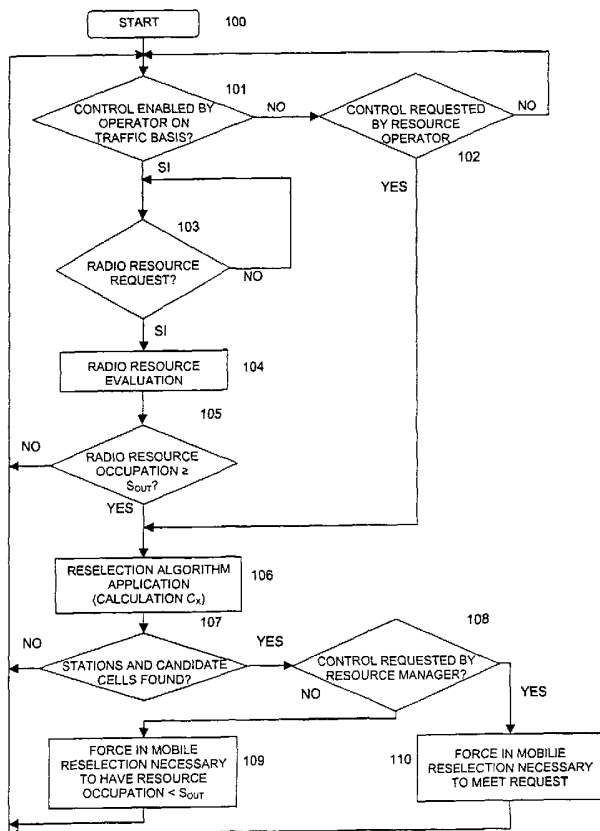 START
100
101
CONTROL ENABLED BY
OPERATOR ON
TRAFFIC BASIS?
NO
CONTROL REQUESTED
BY RESOURCE
OPERATOR
NO
102
SI
YES
103
RADIO RESOURCE
REQUEST?
NO
SI
RADIO RESOURCE
EVALUATION
104
105
NO
RADIO RESOURCE
OCCUPATION ≥
SOUT?
YES
RESELECTION ALGORITHM
APPLICATION
(CALCULATION CX)
106
107
108
NO
STATIONS AND CANDIDATE
CELLS FOUND?
YES
CONTROL REQUESTED BY
RESOURCE MANAGER?
NO
YES
FORCE IN MOBILE
RESELECTION NECESSARY
TO HAVE RESOURCE
OCCUPATION < SOUT
109
110
FORCE IN MOBILIE
RESELECTION NECESSARY
TO MEET REQUEST